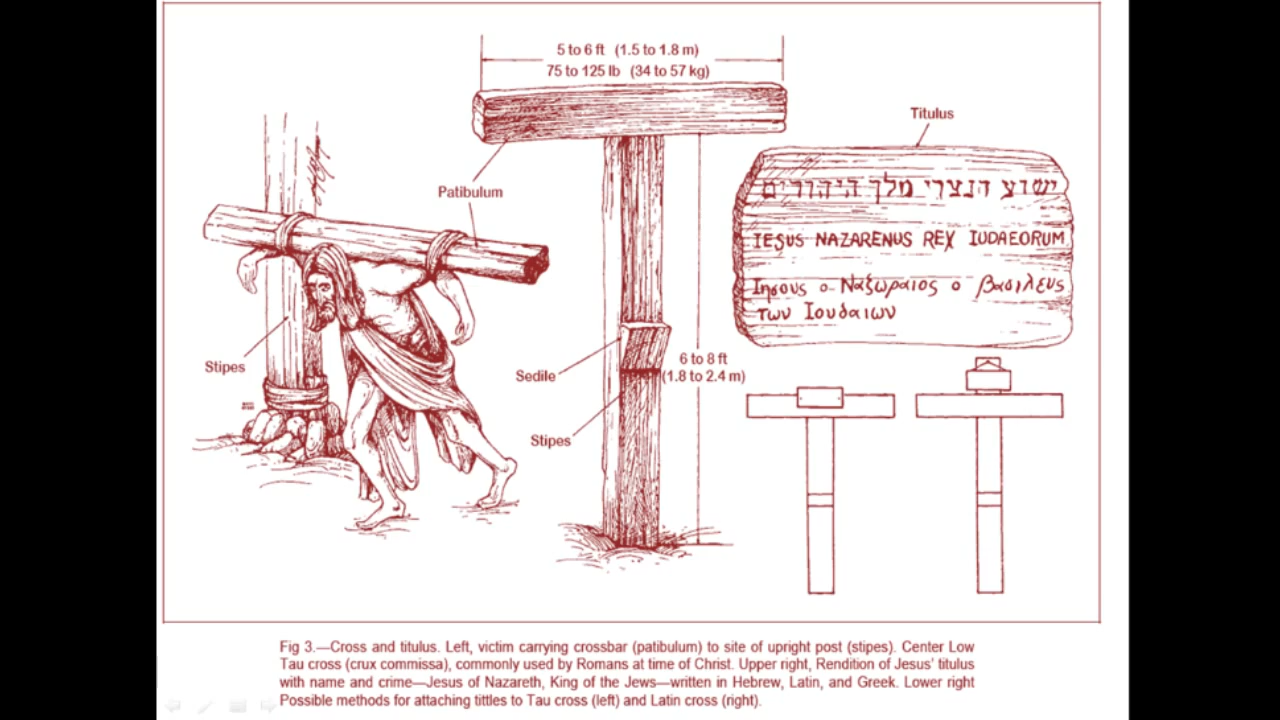 5 to 6 ft (1.5 to 1.8 m)
75 to 125 lb (34 to 57 kg)
Titulus
Patibulum
ישוע הנצרי מלך היהודים
IESUS NAZARENUS REX IUDAEORUM
Ιησους ο Ναξωραιος ο βασιλευς
των Ιουδαιων
Stipes
Sedile
6 to 8 ft
(1.8 to 2.4 m)
Stipes
Fig 3.—Cross and titulus. Left, victim carrying crossbar (patibulum) to site of upright post (stipes). Center Low
Tau cross (crux commissa), commonly used by Romans at time of Christ. Upper right, Rendition of Jesus' titulus
with name and crime—Jesus of Nazareth, King of the Jews—written in Hebrew, Latin, and Greek. Lower right
Possible methods for attaching tittles to Tau cross (left) and Latin cross (right).